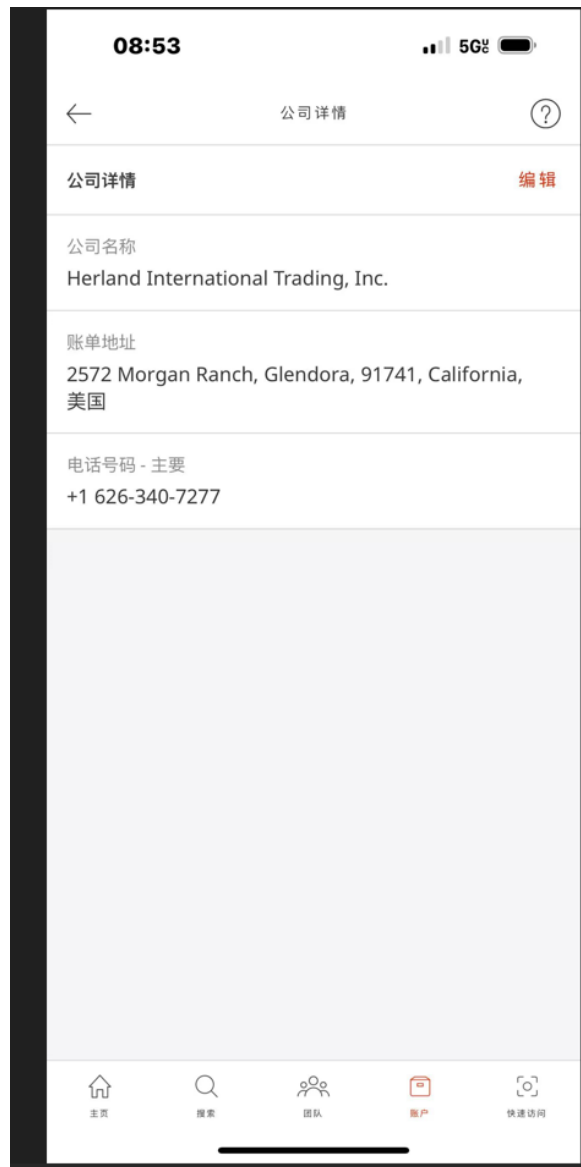 08:53
5G
公司详情
公司详情
编辑
公司名称
Herland International Trading, Inc.
账单地址
2572 Morgan Ranch, Glendora, 91741, California,
美国
电话号码 - 主要
+1 626-340-7277
主页
搜索
团队
账户
快速访问